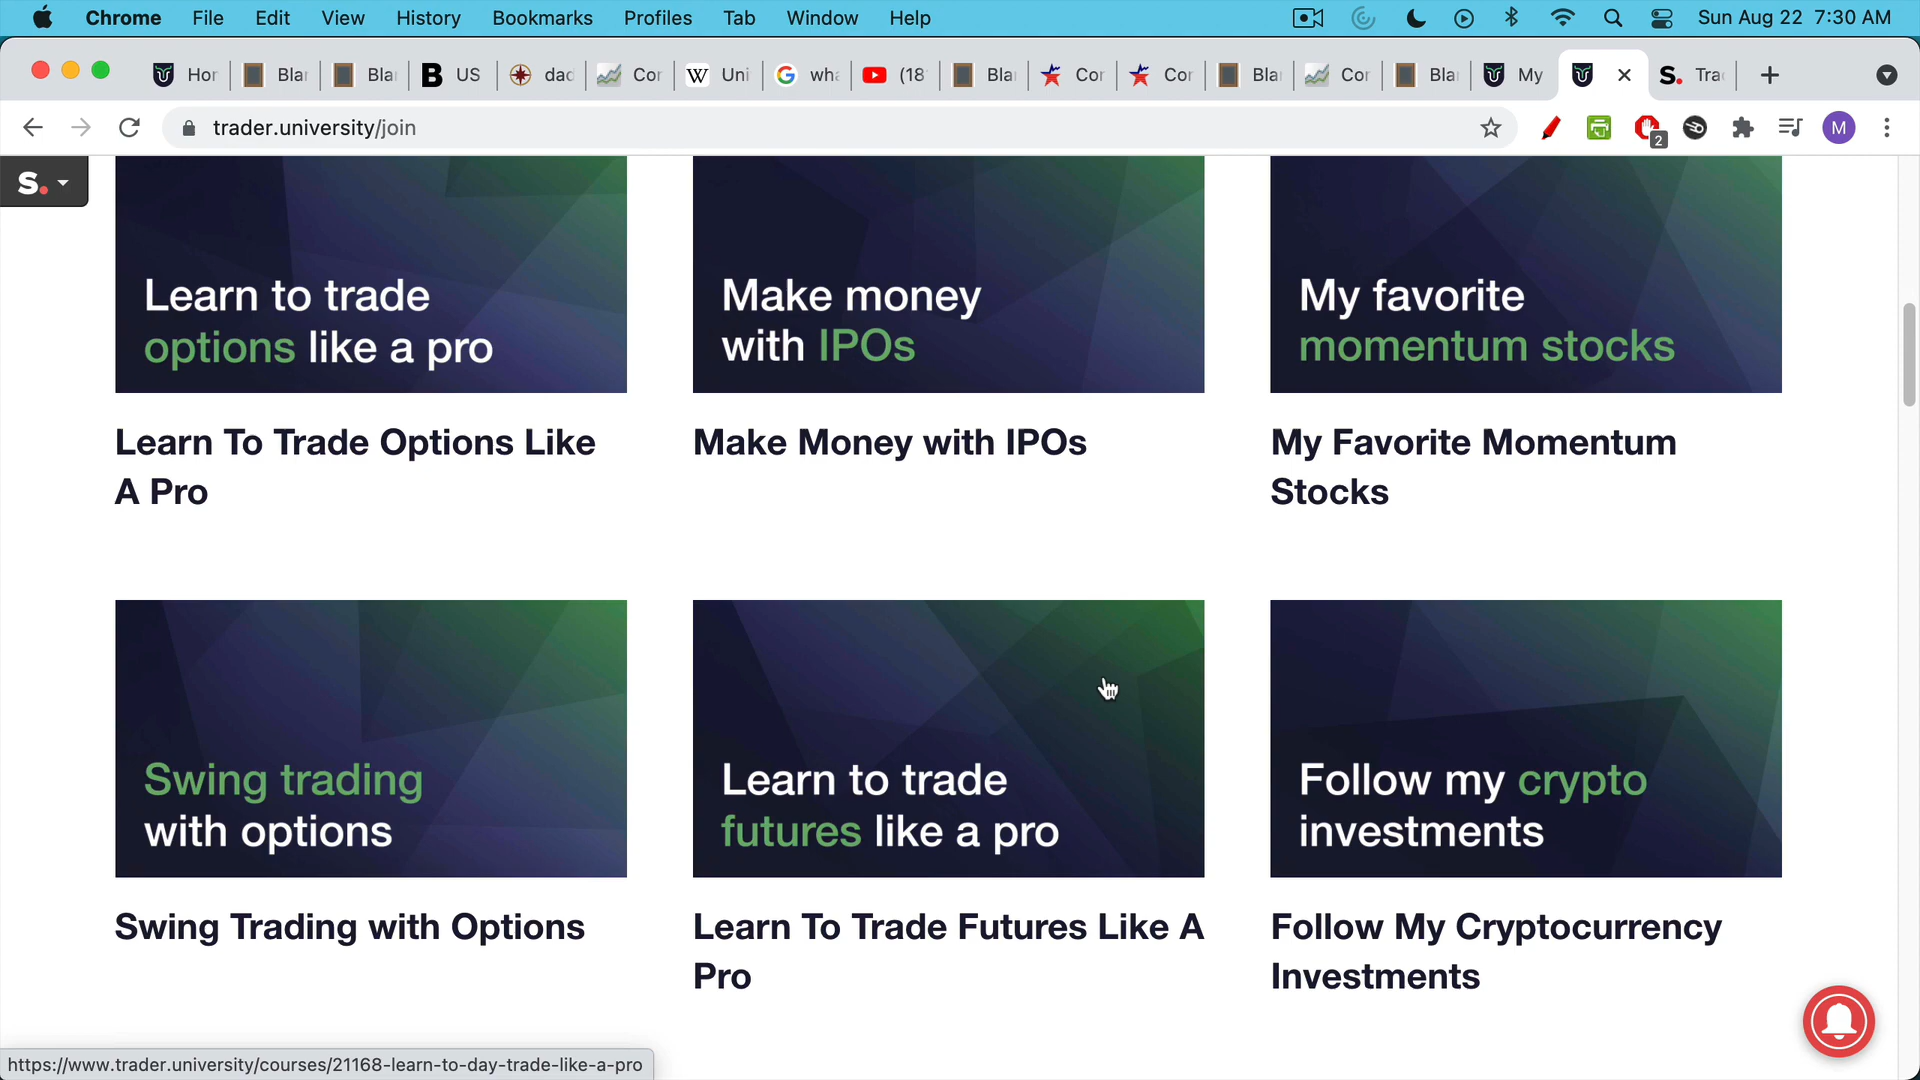 Chrome File Edit View History Bookmarks Profiles Tab Window Help Sun Aug 22 7:30 AM
Hor Blar Bla B US dac Cor W Uni G wha (18 Bla Cor Cor Bla Cor Bla My S. Trac
trader.university/join 2 M
S.
Learn to trade
options like a pro
Make money
with IPOs
My favorite
momentum stocks
Learn To Trade Options Like
A Pro
Make Money with IPOs
My Favorite Momentum
Stocks
Swing trading
with options
Learn to trade
futures like a pro
Follow my crypto
investments
Swing Trading with Options
Learn To Trade Futures Like A
Pro
Follow My Cryptocurrency
Investments
https://www.trader.university/courses/21168-learn-to-day-trade-like-a-pro